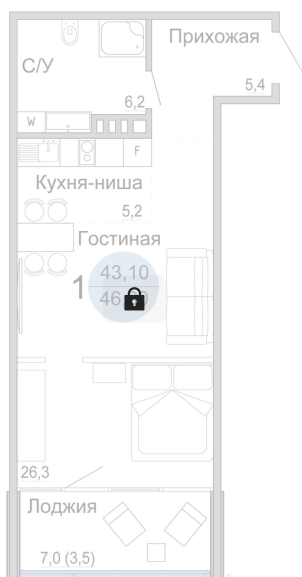 Прихожая
С/У
5,4
6,2
W
F
Кухня-ниша
5,2
Гостиная
43,10
1
26,3
Лоджия
7,0 (3,5)